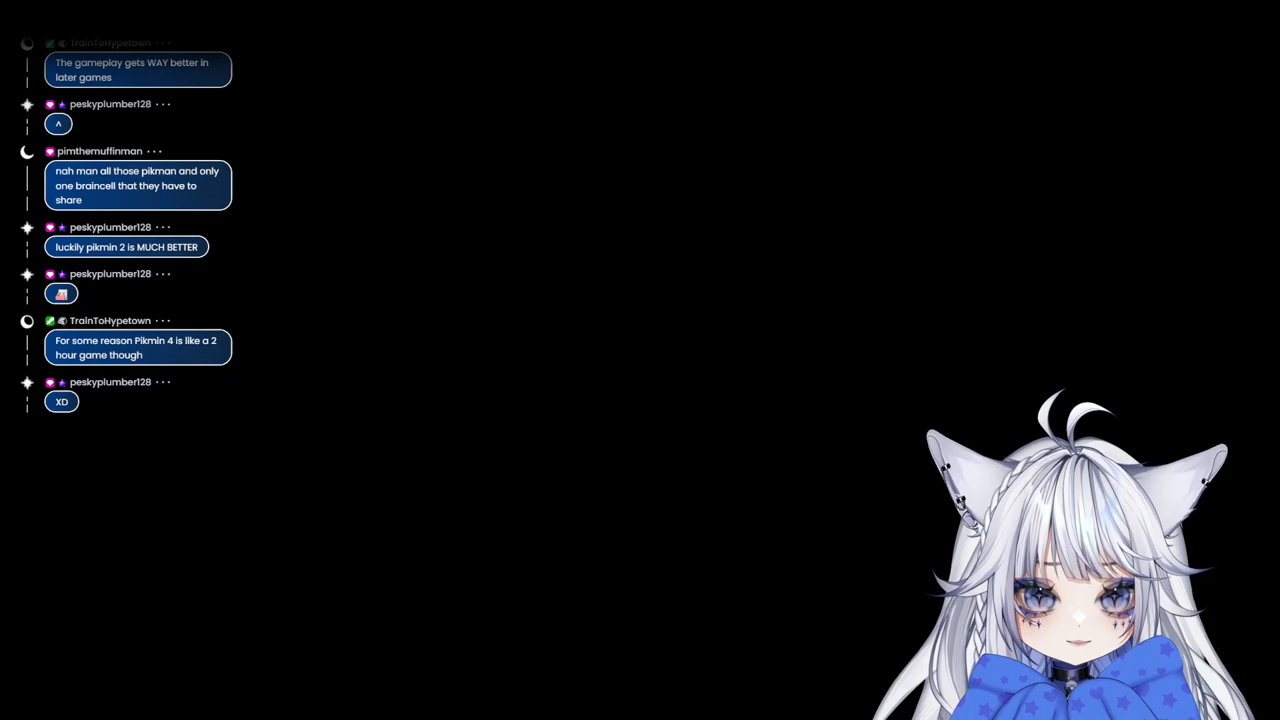 TrainToHypetown
The gameplay gets WAY better in
later games
peskyplumber128
^
pimthemuffinman
nah man all those pikman and only
one braincell that they have to
share
peskyplumber128
luckily pikmin 2 is MUCH BETTER
peskyplumber128
TrainToHypetown
For some reason Pikmin 4 is like a 2
hour game though
peskyplumber128
XD